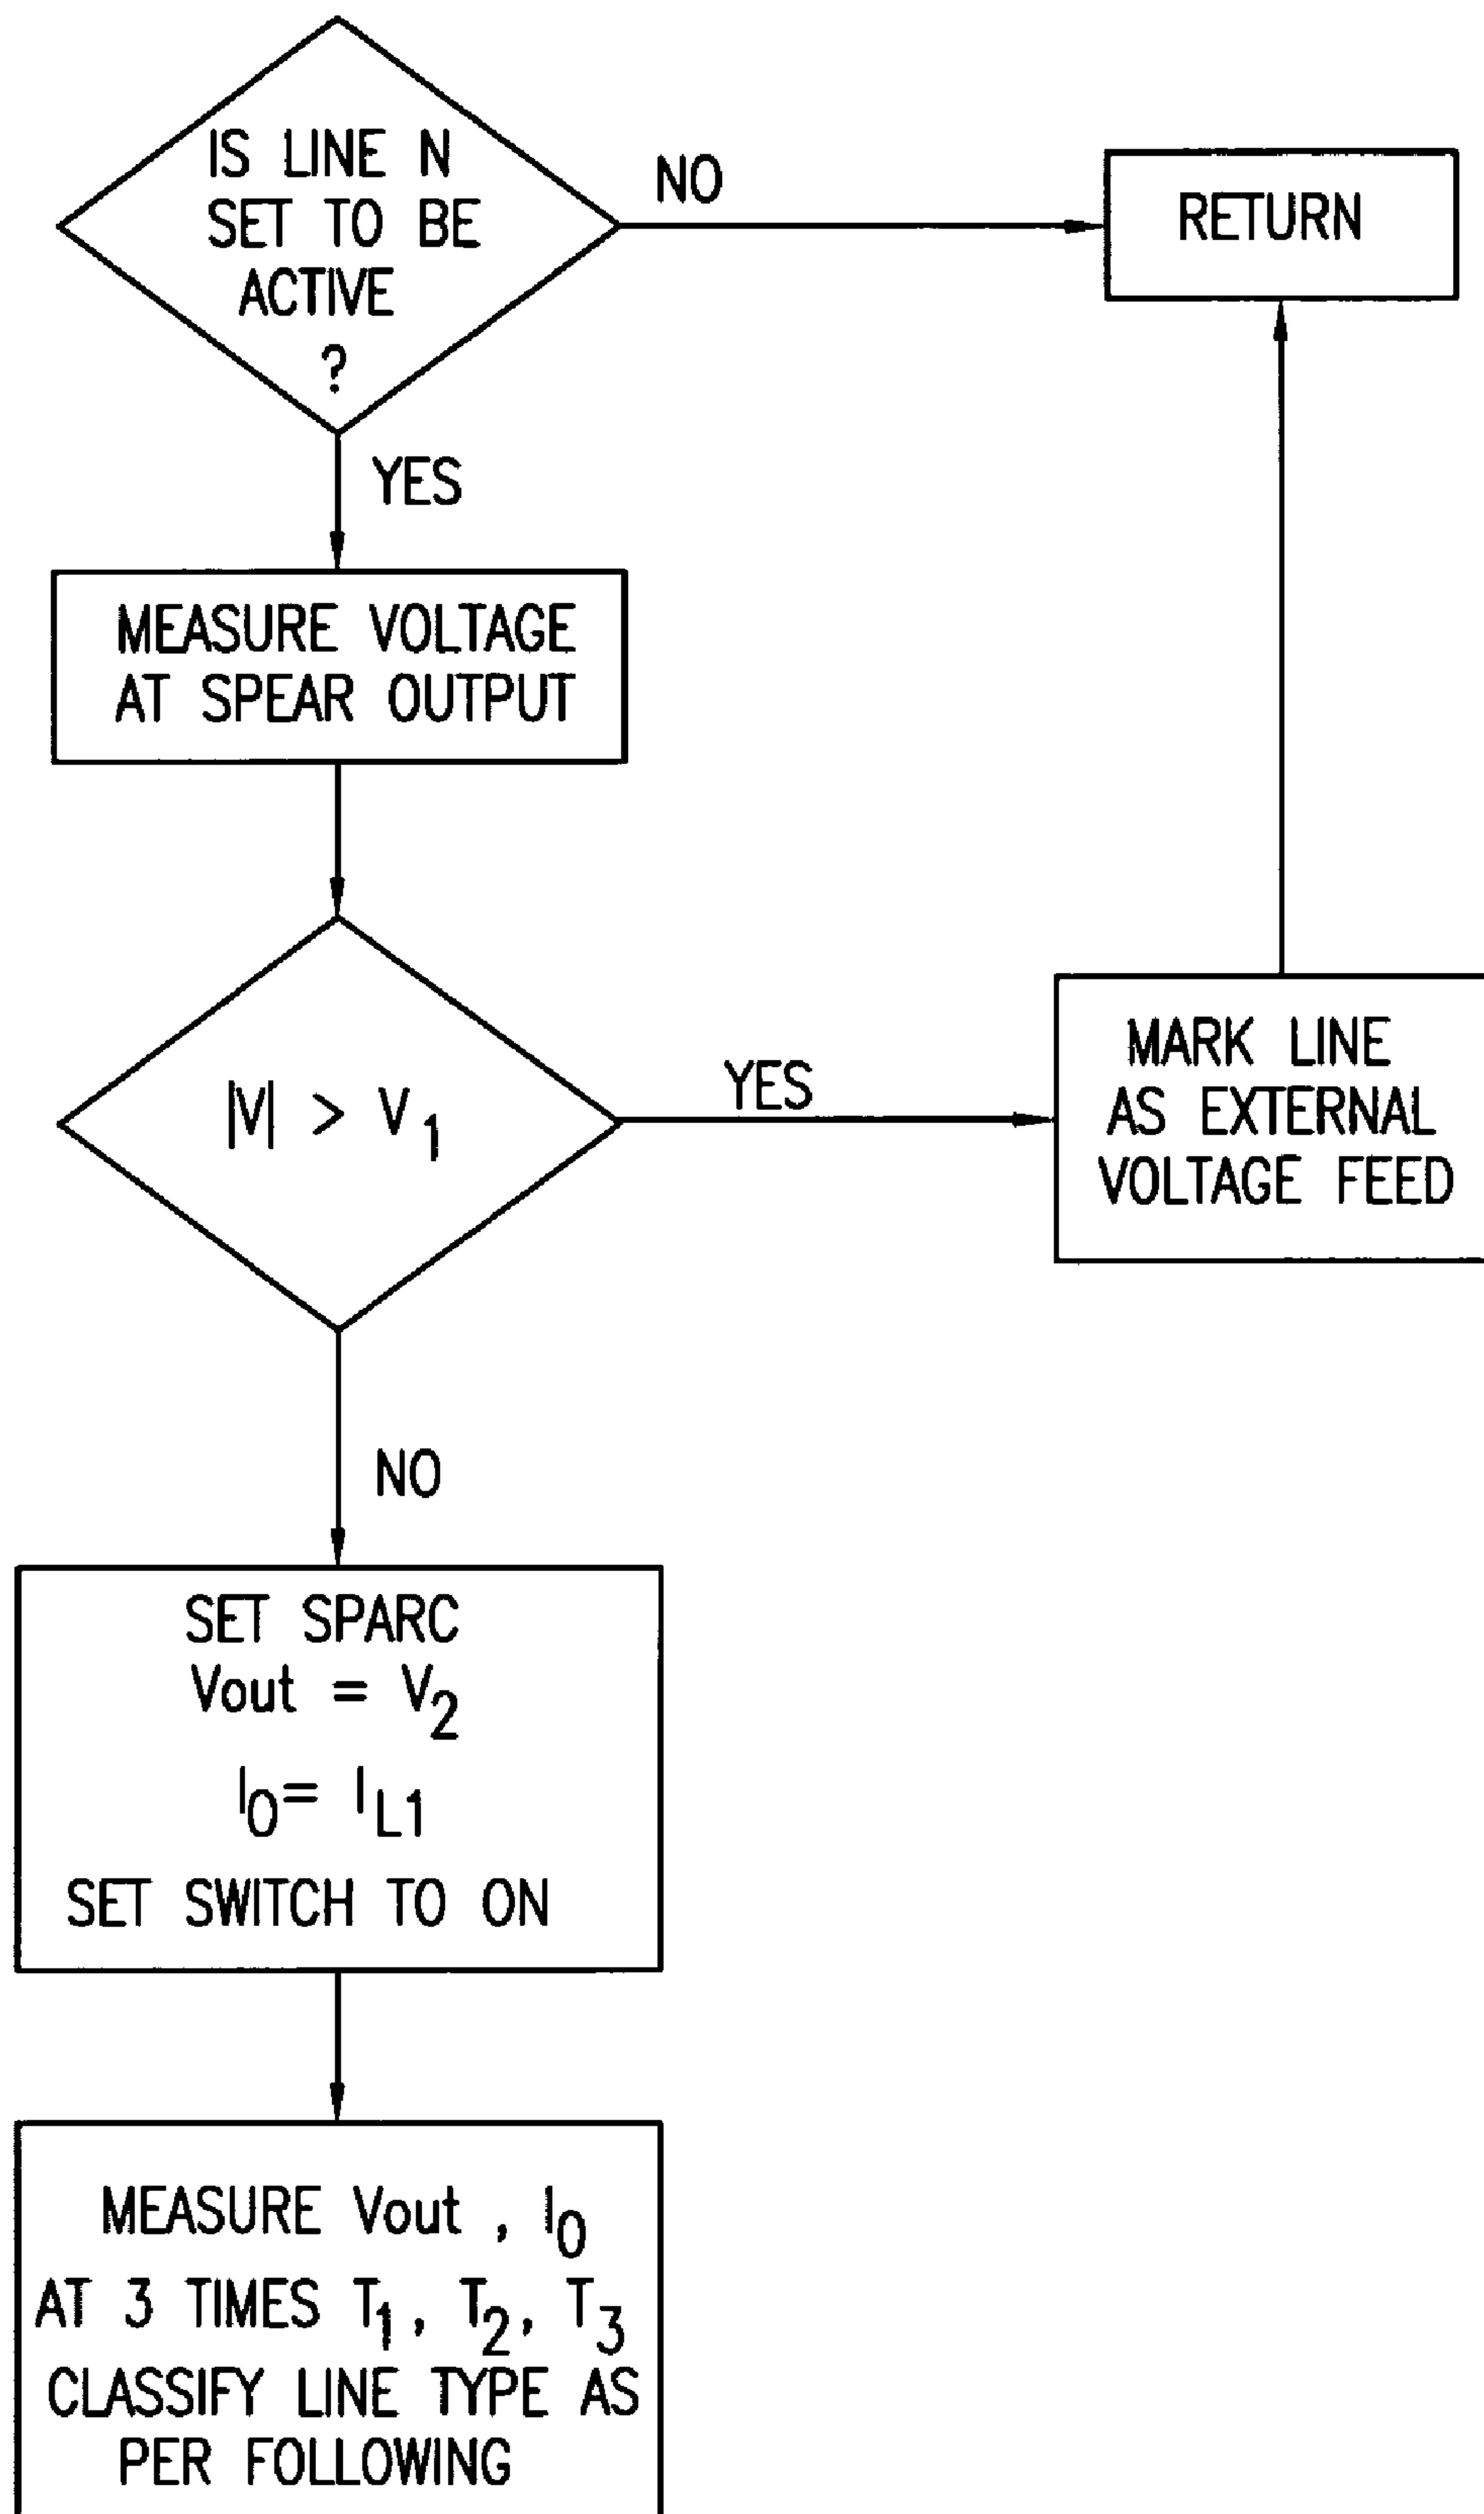 IS LINE N
SET TO BE
ACTIVE
?
NO
RETURN
YES
MEASURE VOLTAGE
AT SPEAR OUTPUT
|V| > V1
YES
MARK LINE
AS EXTERNAL
VOLTAGE FEED
NO
SET SPARC
Vout = V2
I0= IL1
SET SWITCH TO ON
MEASURE Vout , I0
AT 3 TIMES T1, T2, T3
CLASSIFY LINE TYPE AS
PER FOLLOWING